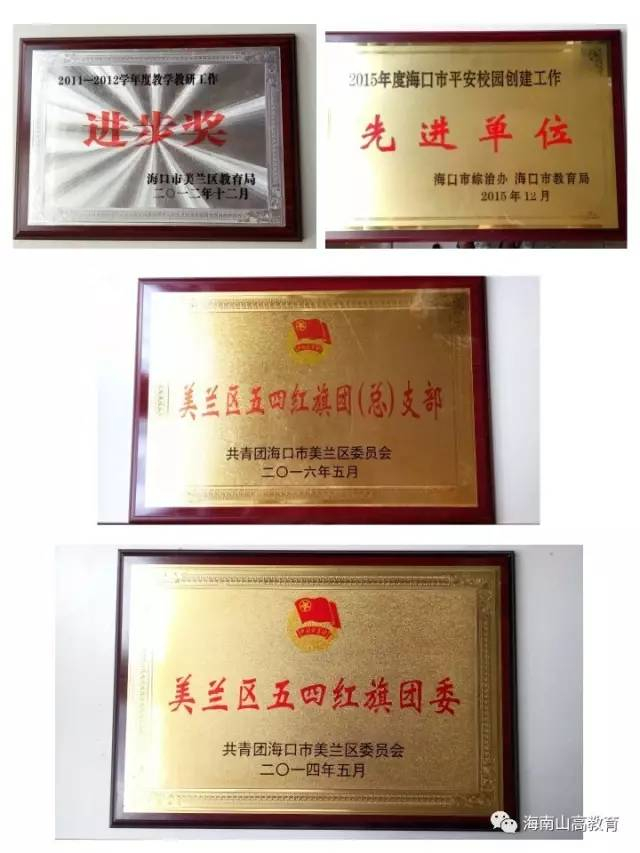 2011—2012学年度教学教研工作
进步奖
海口市美兰区教育局
二〇一二年十二月
2015年度海口市平安校园创建工作
先进单位
海口市综治办 海口市教育局
2015年12月
美兰区五四红旗团(总)支部
共青团海口市美兰区委员会
二〇一六年五月
美兰区五四红旗团委
共青团海口市美兰区委员会
二〇一四年五月
海南山高教育